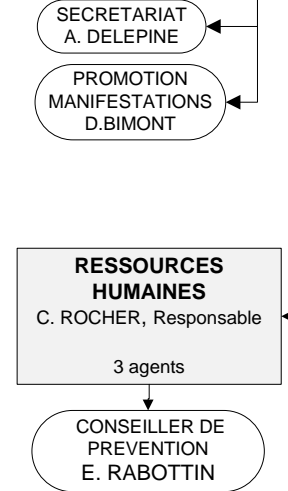 SECRETARIAT
A. DELEPINE
PROMOTION
MANIFESTATIONS
D.BIMONT
RESSOURCES
HUMAINES
C. ROCHER, Responsable
3 agents
CONSEILLER DE
PREVENTION
E. RABOTTIN